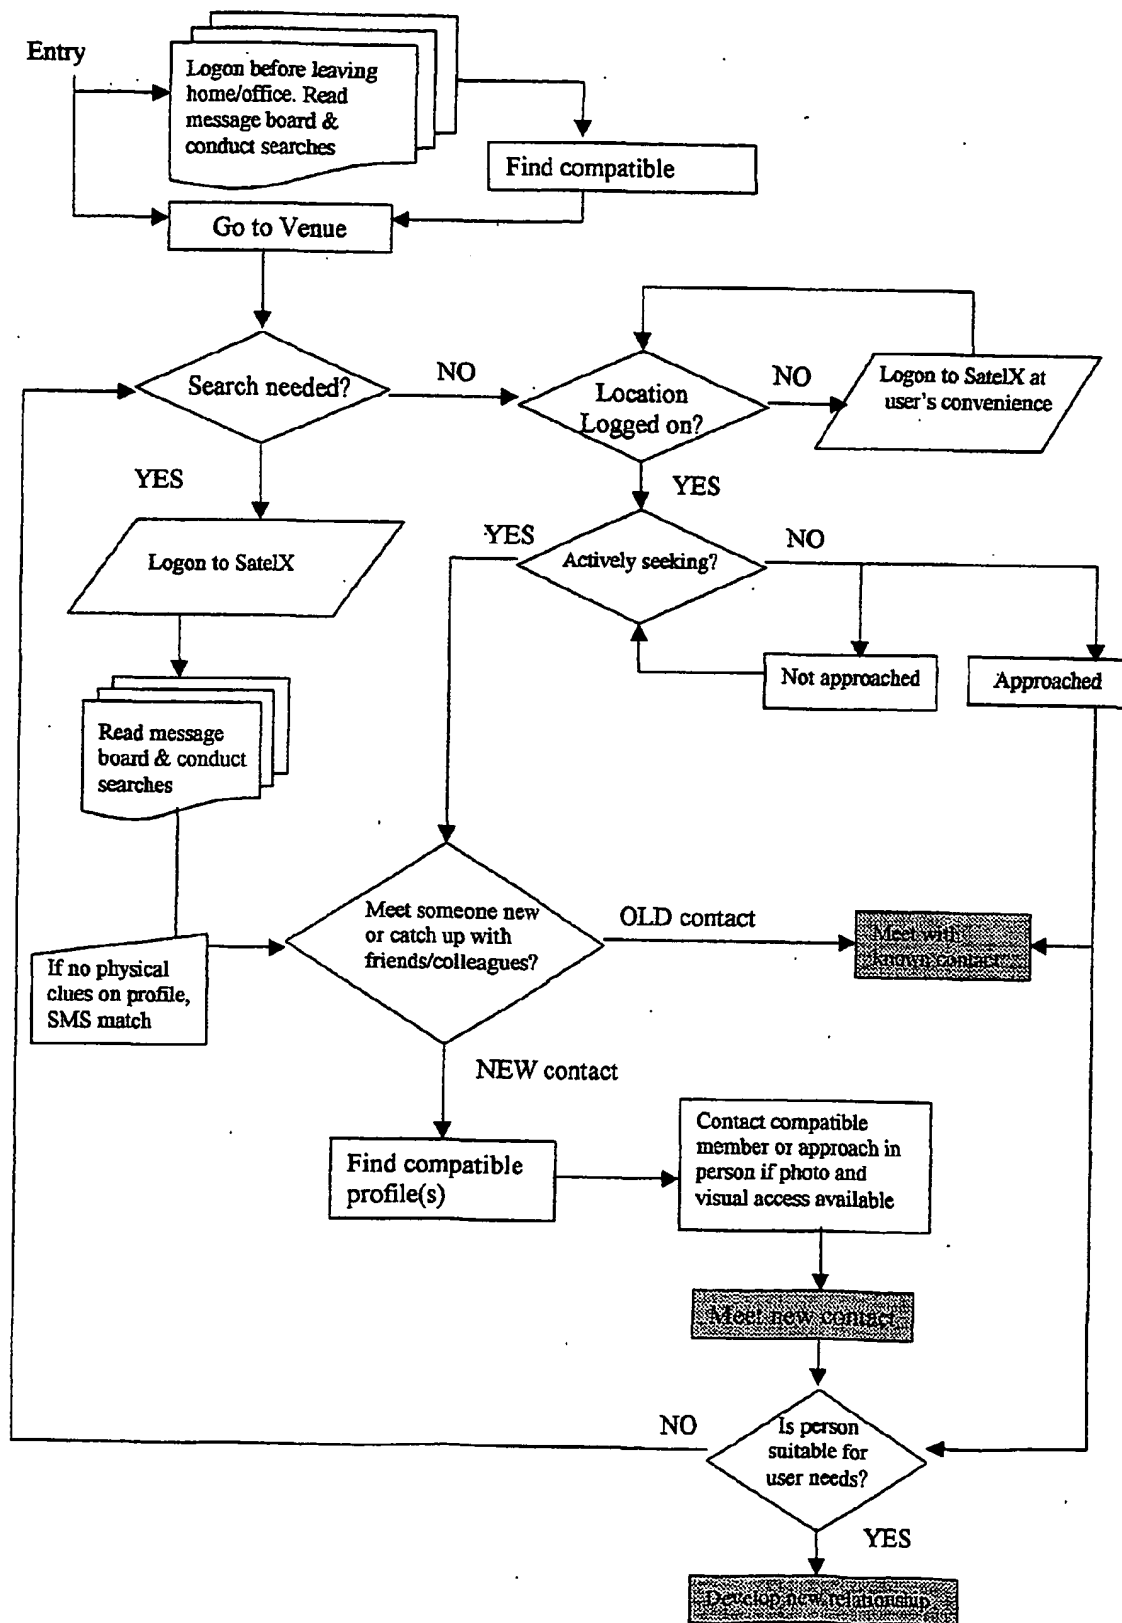 Entry
Logon before leaving
home/office. Read
message board &
conduct searches
Find compatible
Go to Venue
Search needed?
NO
Location
Logged on?
NO
Logon to SatelX at
user's convenience
YES
YES
Logon to SatelX
YES
Actively seeking?
NO
Not approached
Approached
Read message
board & conduct
searches
Meet someone new
or catch up with
friends/colleagues?
OLD contact
Meet with
known contact
If no physical
clues on profile,
SMS match
NEW contact
Find compatible
profile(s)
Contact compatible
member or approach in
person if photo and
visual access available
Meet new contact
NO
Is person
suitable for
user needs?
YES
Develop new relationship